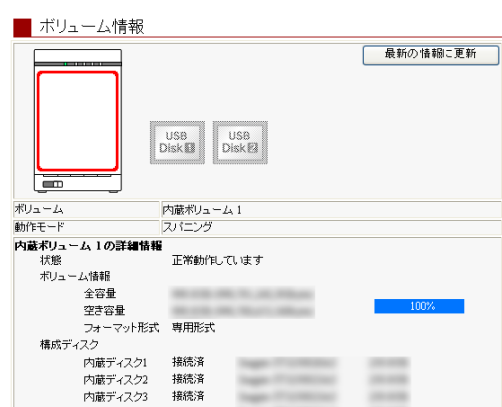 ボリューム情報
最新の情報に更新
USB Disk 1
USB Disk 2
ボリューム 内蔵ボリューム 1
動作モード スパニング
内蔵ボリューム 1の詳細情報
状態 正常動作しています
ボリューム情報
全容量
空き容量 100%
フォーマット形式 専用形式
構成ディスク
内蔵ディスク1 接続済
内蔵ディスク2 接続済
内蔵ディスク3 接続済